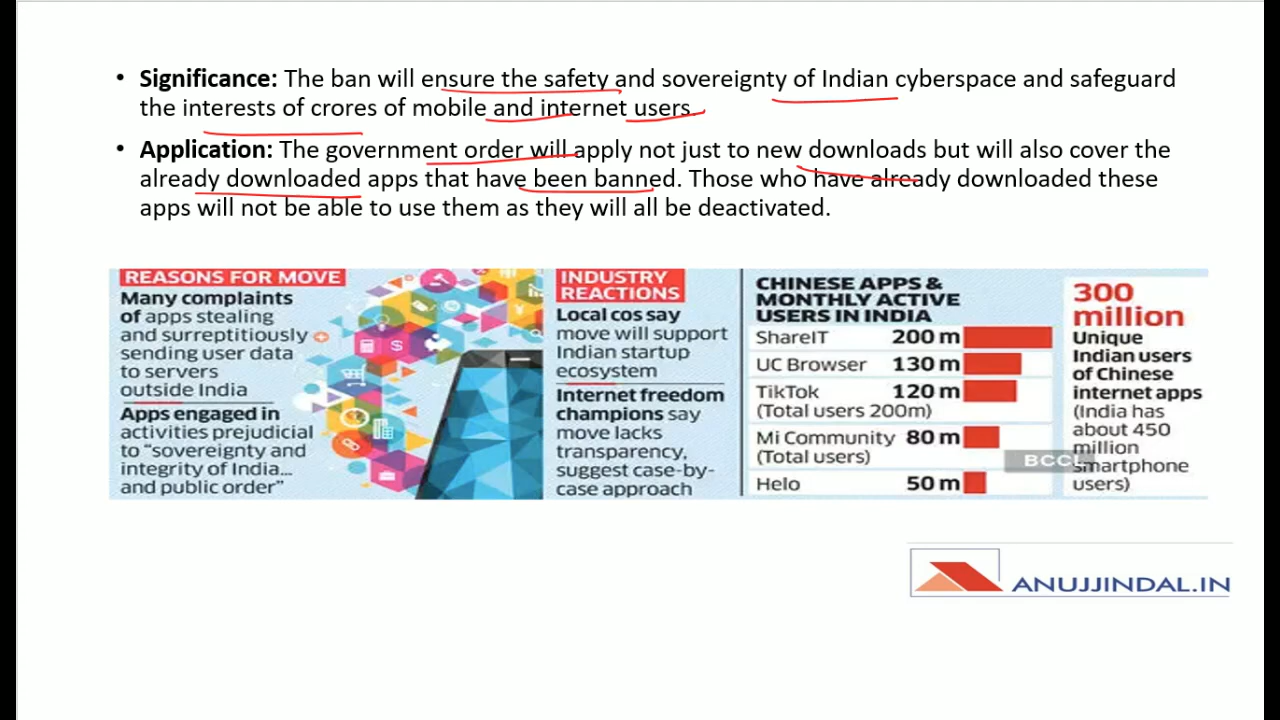 • Significance: The ban will ensure the safety and sovereignty of Indian cyberspace and safeguard
the interests of crores of mobile and internet users.
• Application: The government order will apply not just to new downloads but will also cover the
already downloaded apps that have been banned. Those who have already downloaded these
apps will not be able to use them as they will all be deactivated.
REASONS FOR MOVE
Many complaints
of apps stealing
and surreptitiously
sending user data
to servers
outside India
Apps engaged in
activities prejudicial
to “sovereignty and
integrity of India...
and public order”
INDUSTRY
REACTIONS
Local cos say
move will support
Indian startup
ecosystem
Internet freedom
champions say
move lacks
transparency,
suggest case-by-
case approach
CHINESE APPS &
MONTHLY ACTIVE
USERS IN INDIA
ShareIT 200 m
UC Browser 130 m
TikTok 120 m
(Total users 200m)
Mi Community 80 m
(Total users)
Helo 50 m
300
million
Unique
Indian users
of Chinese
internet apps
(India has
about 450
million
smartphone
users)
BCCL
ANUJJINDAL.IN